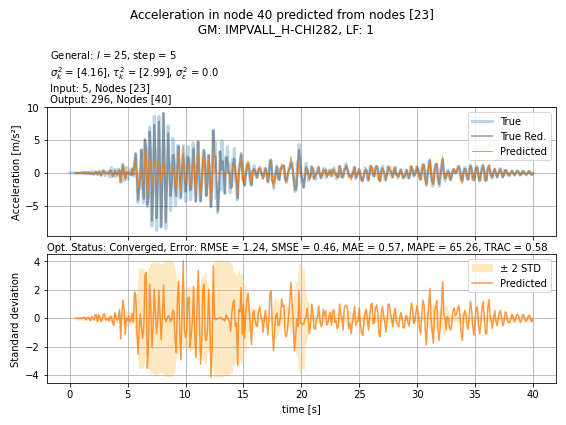 Acceleration in node 40 predicted from nodes [23]
GM: IMPVALL_H-CHI282, LF: 1
General: l = 25, step = 5
σ²ₖ = [4.16], τ²ₖ = [2.99], σ²ₑ = 0.0
Input: 5, Nodes [23]
Output: 296, Nodes [40]
10
5
0
−5
Acceleration [m/s²]
True
True Red.
Predicted
Opt. Status: Converged, Error: RMSE = 1.24, SMSE = 0.46, MAE = 0.57, MAPE = 65.26, TRAC = 0.58
4
2
0
−2
−4
Standard deviation
± 2 STD
Predicted
0 5 10 15 20 25 30 35 40
time [s]